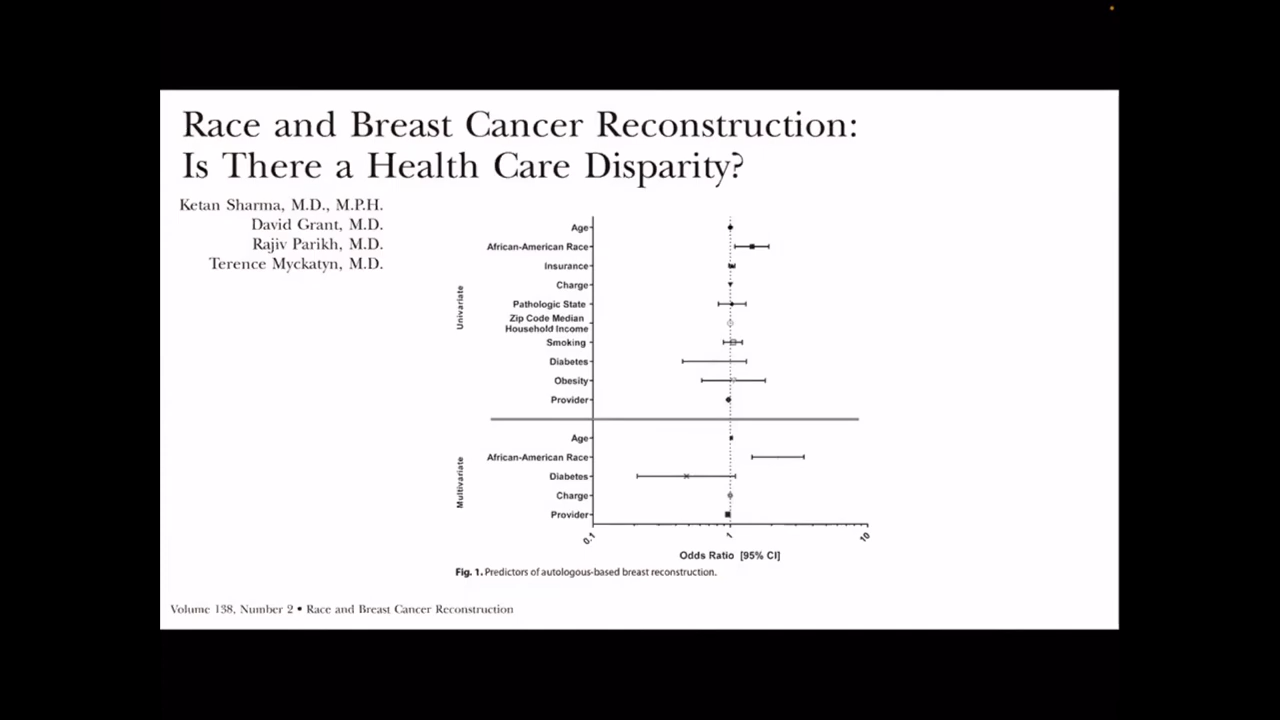 Race and Breast Cancer Reconstruction:
Is There a Health Care Disparity?
Ketan Sharma, M.D., M.P.H.
David Grant, M.D.
Rajiv Parikh, M.D.
Terence Myckatyn, M.D.
Univariate
Age
African-American Race
Insurance
Charge
Pathologic State
Zip Code Median
Household Income
Smoking
Diabetes
Obesity
Provider
Multivariate
Age
African-American Race
Diabetes
Charge
Provider
0.1 1 10
Odds Ratio [95% CI]
Fig. 1. Predictors of autologous-based breast reconstruction.
Volume 138, Number 2 • Race and Breast Cancer Reconstruction